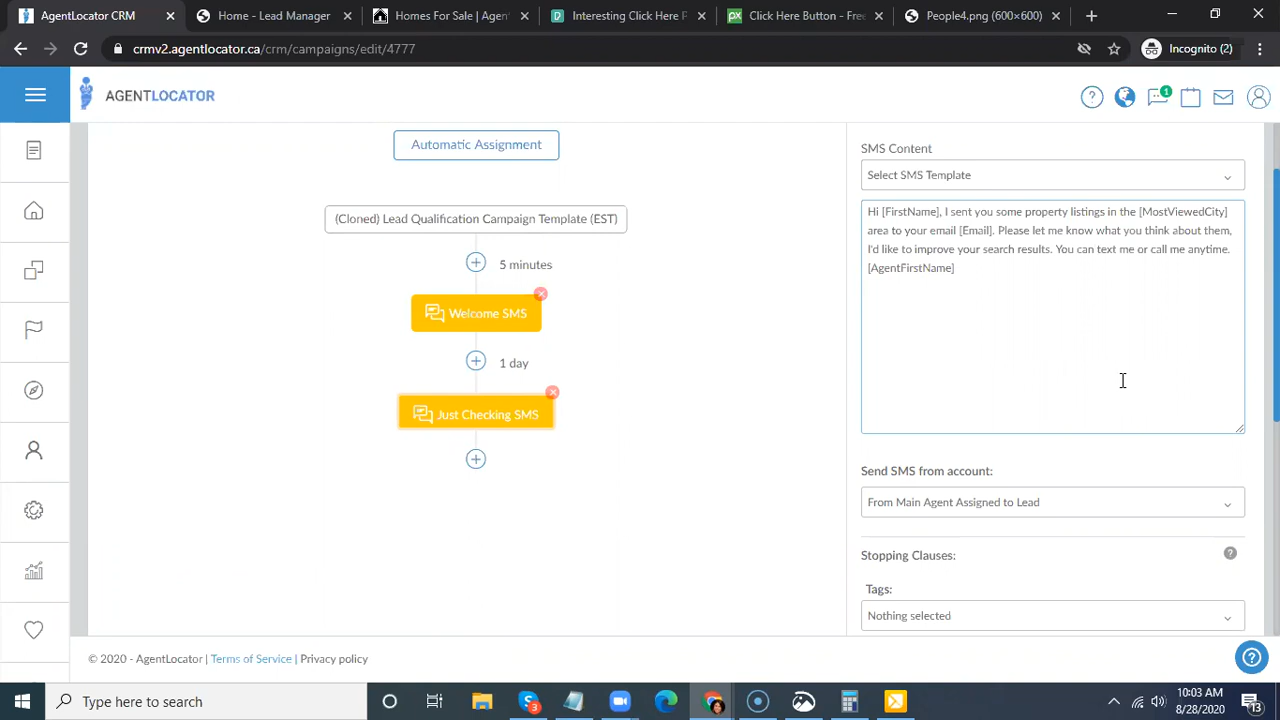 Agent CRM
Home - Lead Manager
Homes For Sale | Agent
Interesting Click Here P
Click Here Button - Free
People4.png (600×600)
crmv2.agentlocator.ca/crm/campaigns/edit/4777
Incognito (2)
AGENTLOCATOR
1
Automatic Assignment
SMS Content
Select SMS Template
(Cloned) Lead Qualification Campaign Template (EST)
Hi [FirstName], I sent you some property listings in the [MostViewedCity]
area to your email [Email]. Please let me know what you think about them,
I'd like to improve your search results. You can text me or call me anytime.
[AgentFirstName]
5 minutes
Welcome SMS
1 day
Just Checking SMS
Send SMS from account:
From Main Agent Assigned to Lead
Stopping Clauses:
Tags:
Nothing selected
© 2020 - AgentLocator | Terms of Service | Privacy policy
Type here to search
3
10:03 AM
8/28/2020
13